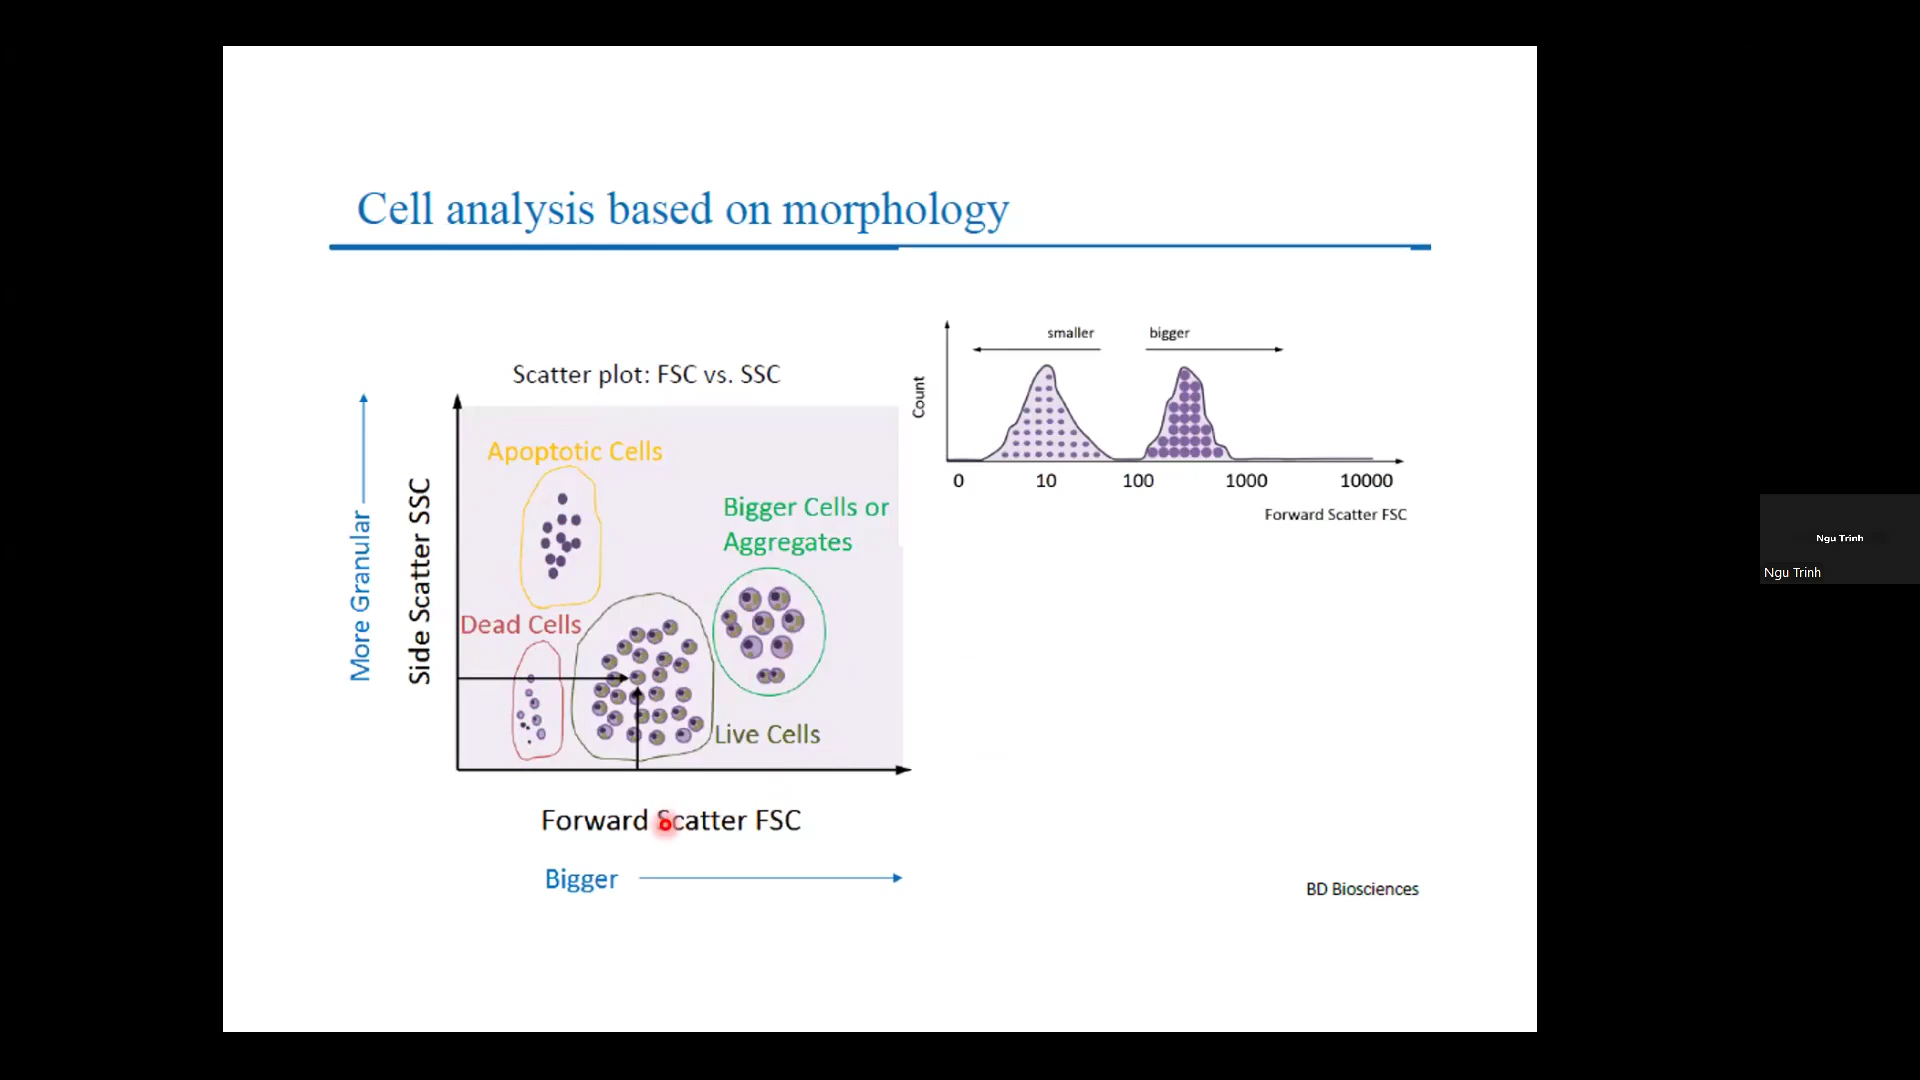 Cell analysis based on morphology
Scatter plot: FSC vs. SSC
More Granular
Side Scatter SSC
Apoptotic Cells
Bigger Cells or
Aggregates
Dead Cells
Live Cells
Forward Scatter FSC
Bigger
smaller
bigger
Count
0
10
100
1000
10000
Forward Scatter FSC
BD Biosciences
Ngu Trinh
Ngu Trinh